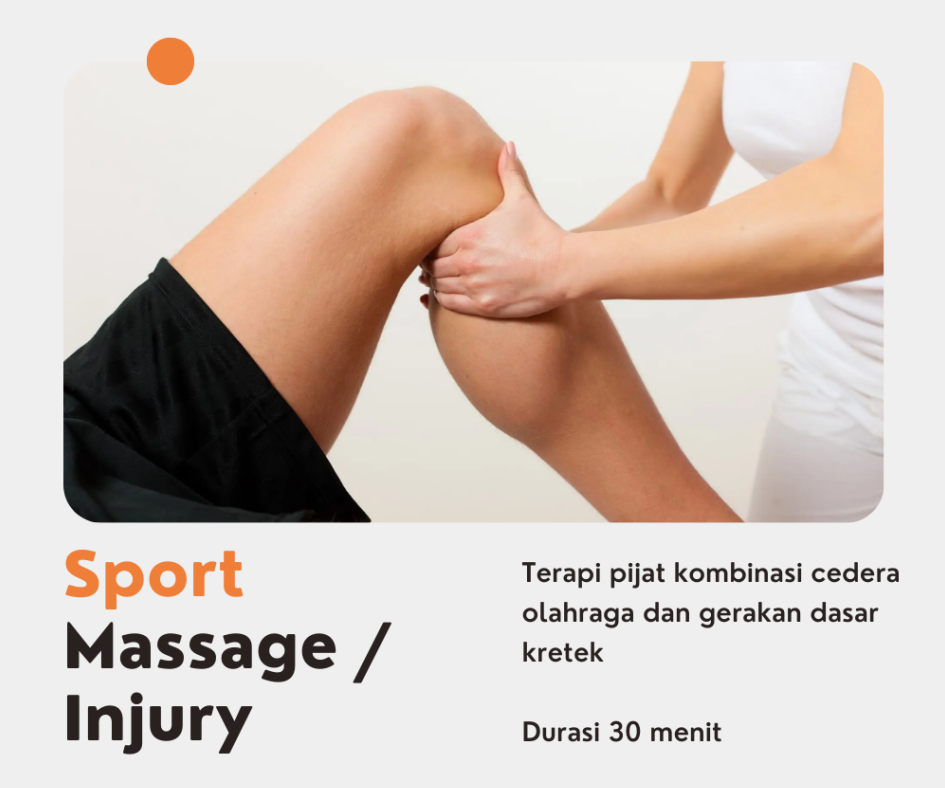 Sport
Massage /
Injury
Terapi pijat kombinasi cedera
olahraga dan gerakan dasar
kretek
Durasi 30 menit